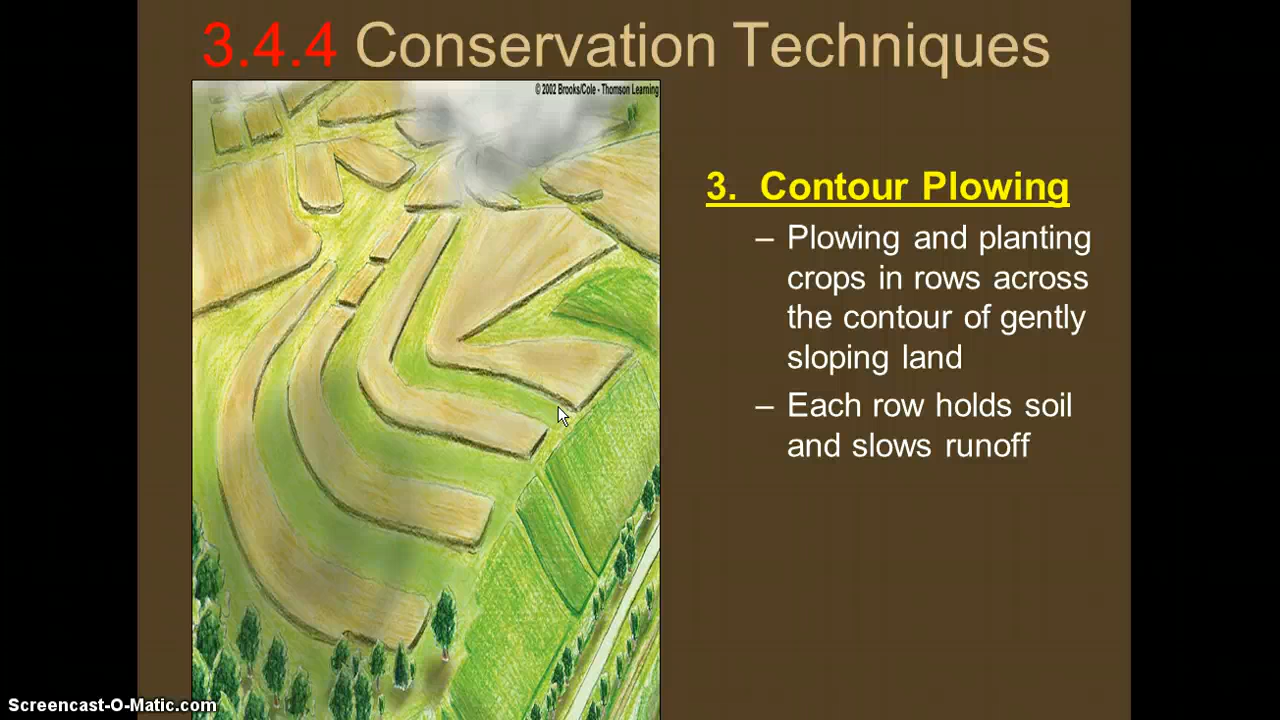 3.4.4 Conservation Techniques
© 2002 Brooks/Cole - Thomson Learning
3. Contour Plowing
– Plowing and planting
crops in rows across
the contour of gently
sloping land
– Each row holds soil
and slows runoff
Screencast-O-Matic.com